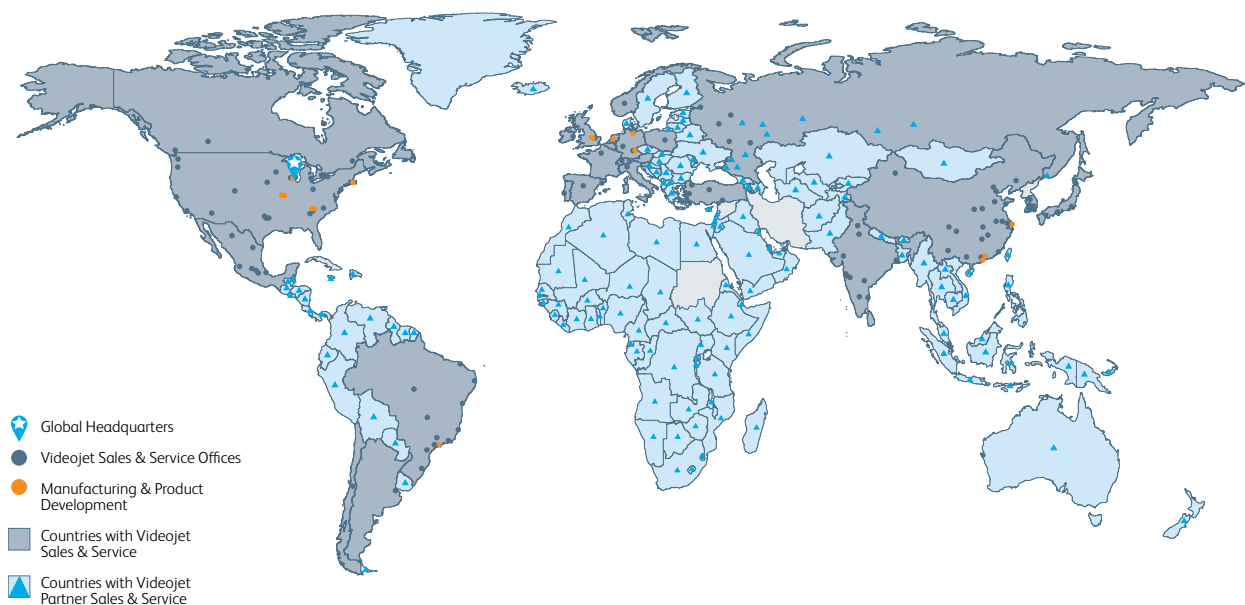 Global Headquarters
Videojet Sales & Service Offices
Manufacturing & Product
Development
Countries with Videojet
Sales & Service
Countries with Videojet
Partner Sales & Service